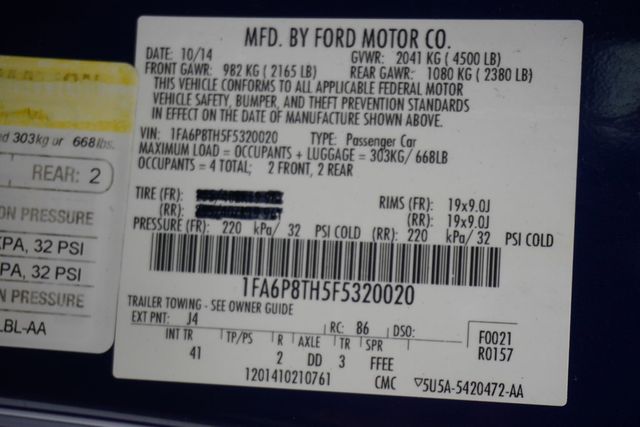 MFD. BY FORD MOTOR CO.
DATE: 10/14 GVWR: 2041 KG ( 4500 LB)
FRONT GAWR: 982 KG ( 2165 LB) REAR GAWR: 1080 KG ( 2380 LB)
THIS VEHICLE CONFORMS TO ALL APPLICABLE FEDERAL MOTOR
VEHICLE SAFETY, BUMPER, AND THEFT PREVENTION STANDARDS
IN EFFECT ON THE DATE OF MANUFACTURE SHOWN ABOVE.
VIN: 1FA6P8TH5F5320020 TYPE: Passenger Car
MAXIMUM LOAD = OCCUPANTS + LUGGAGE = 303KG/ 668LB
OCCUPANTS = 4 TOTAL; 2 FRONT, 2 REAR
TIRE (FR): RIMS (FR): 19x9.0J
(RR): (RR): 19x9.0J
PRESSURE (FR): 220 kPa/ 32 PSI COLD (RR): 220 kPa/ 32 PSI COLD
1FA6P8TH5F5320020
TRAILER TOWING - SEE OWNER GUIDE
EXT PNT: J4 RC: 86 DSO: F0021
INT TR TP/PS R AXLE TR SPR R0157
41 2 DD 3 FFEE
1201410210761 CMC 5U5A-5420472-AA
303kg or 668lbs.
REAR: 2
ON PRESSURE
KPA, 32 PSI
PA, 32 PSI
LBL-AA